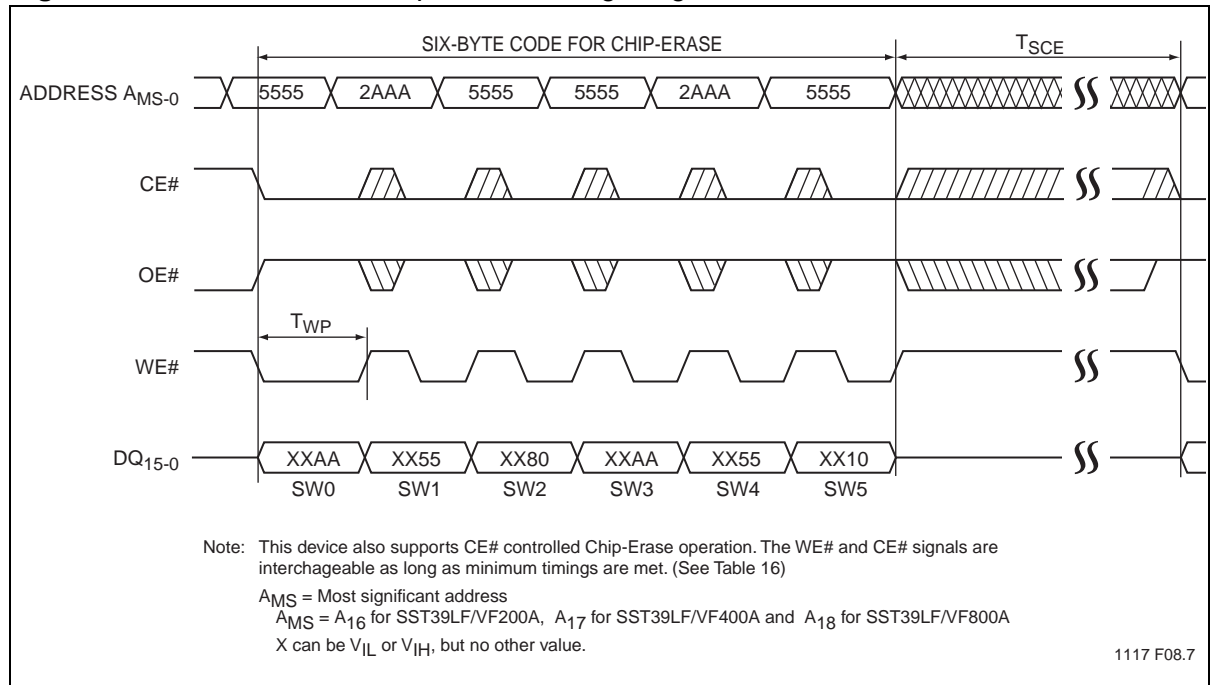 SIX-BYTE CODE FOR CHIP-ERASE TSCE
ADDRESS AMS-0 5555 2AAA 5555 5555 2AAA 5555
CE#
OE#
TWP
WE#
DQ15-0 XXAA XX55 XX80 XXAA XX55 XX10
SW0 SW1 SW2 SW3 SW4 SW5
Note: This device also supports CE# controlled Chip-Erase operation. The WE# and CE# signals are
interchageable as long as minimum timings are met. (See Table 16)
AMS = Most significant address
AMS = A16 for SST39LF/VF200A, A17 for SST39LF/VF400A and A18 for SST39LF/VF800A
X can be VIL or VIH, but no other value.
1117 F08.7